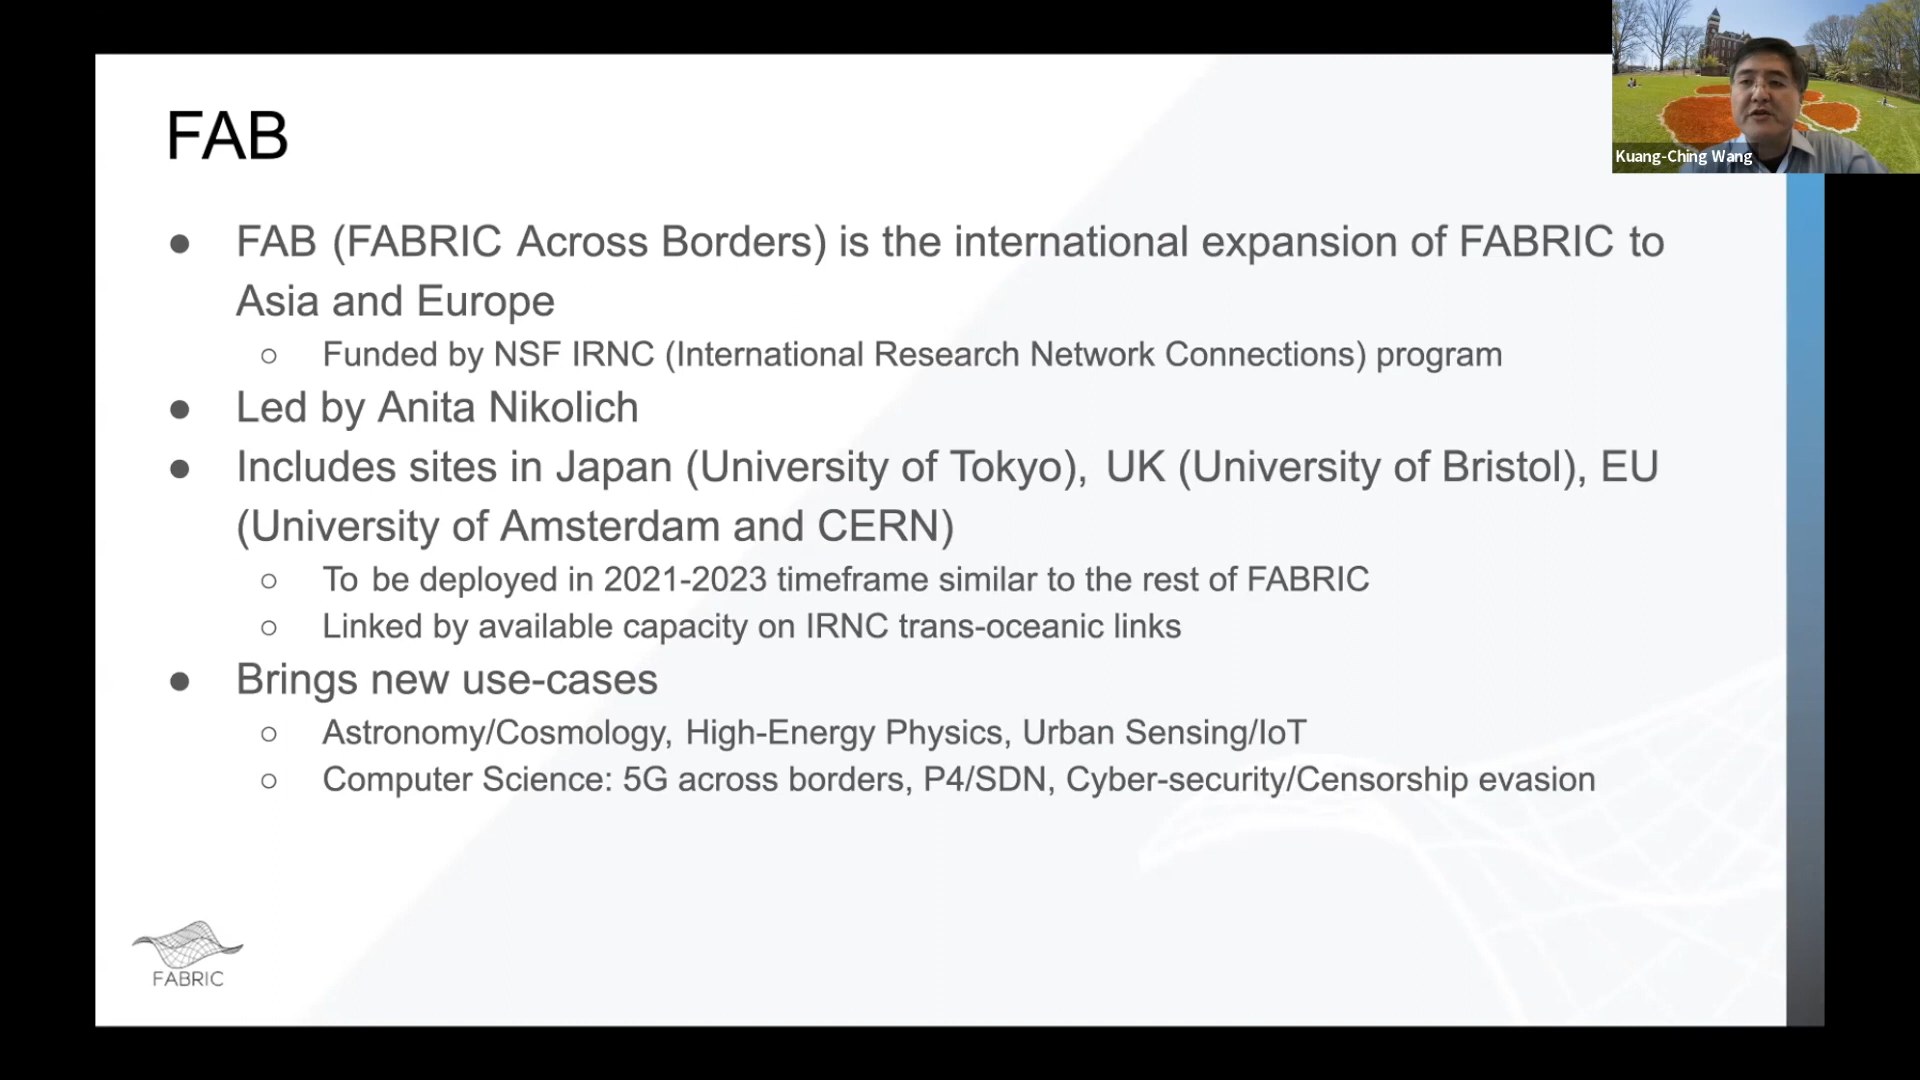 FAB
● FAB (FABRIC Across Borders) is the international expansion of FABRIC to
Asia and Europe
○ Funded by NSF IRNC (International Research Network Connections) program
● Led by Anita Nikolich
● Includes sites in Japan (University of Tokyo), UK (University of Bristol), EU
(University of Amsterdam and CERN)
○ To be deployed in 2021-2023 timeframe similar to the rest of FABRIC
○ Linked by available capacity on IRNC trans-oceanic links
● Brings new use-cases
○ Astronomy/Cosmology, High-Energy Physics, Urban Sensing/IoT
○ Computer Science: 5G across borders, P4/SDN, Cyber-security/Censorship evasion
FABRIC
Kuang-Ching Wang